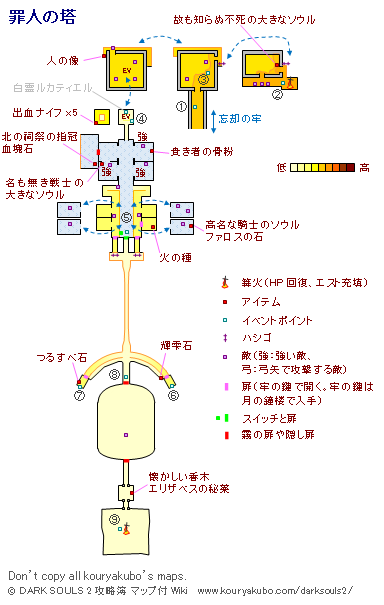 罪人の塔
故も知らぬ不死の大きなソウル
人の像
EV
③
②
白霊ルカティエル
①
忘却の牢
出血ナイフ×5
EV
④
北の祠祭の指冠
血塊石
強
貪き者の骨粉
低
高
強
強
名も無き戦士の
大きなソウル
⑤
高名な騎士のソウル
ファロスの石
火の種
篝火(HP回復、エスト充填)
アイテム
イベントポイント
ハシゴ
敵(強:強い敵、
弓:弓矢で攻撃する敵)
扉(牢の鍵で開く。牢の鍵は
月の鐘楼で入手)
スイッチと扉
霧の扉や隠し扉
つるすべ石
輝雫石
⑧
⑦
⑥
懐かしい香木
エリザベスの秘薬
⑨
Don't copy all kouryakubo's maps.
© DARK SOULS 2 攻略簿 マップ付 Wiki www.kouryakubo.com/darksouls2/